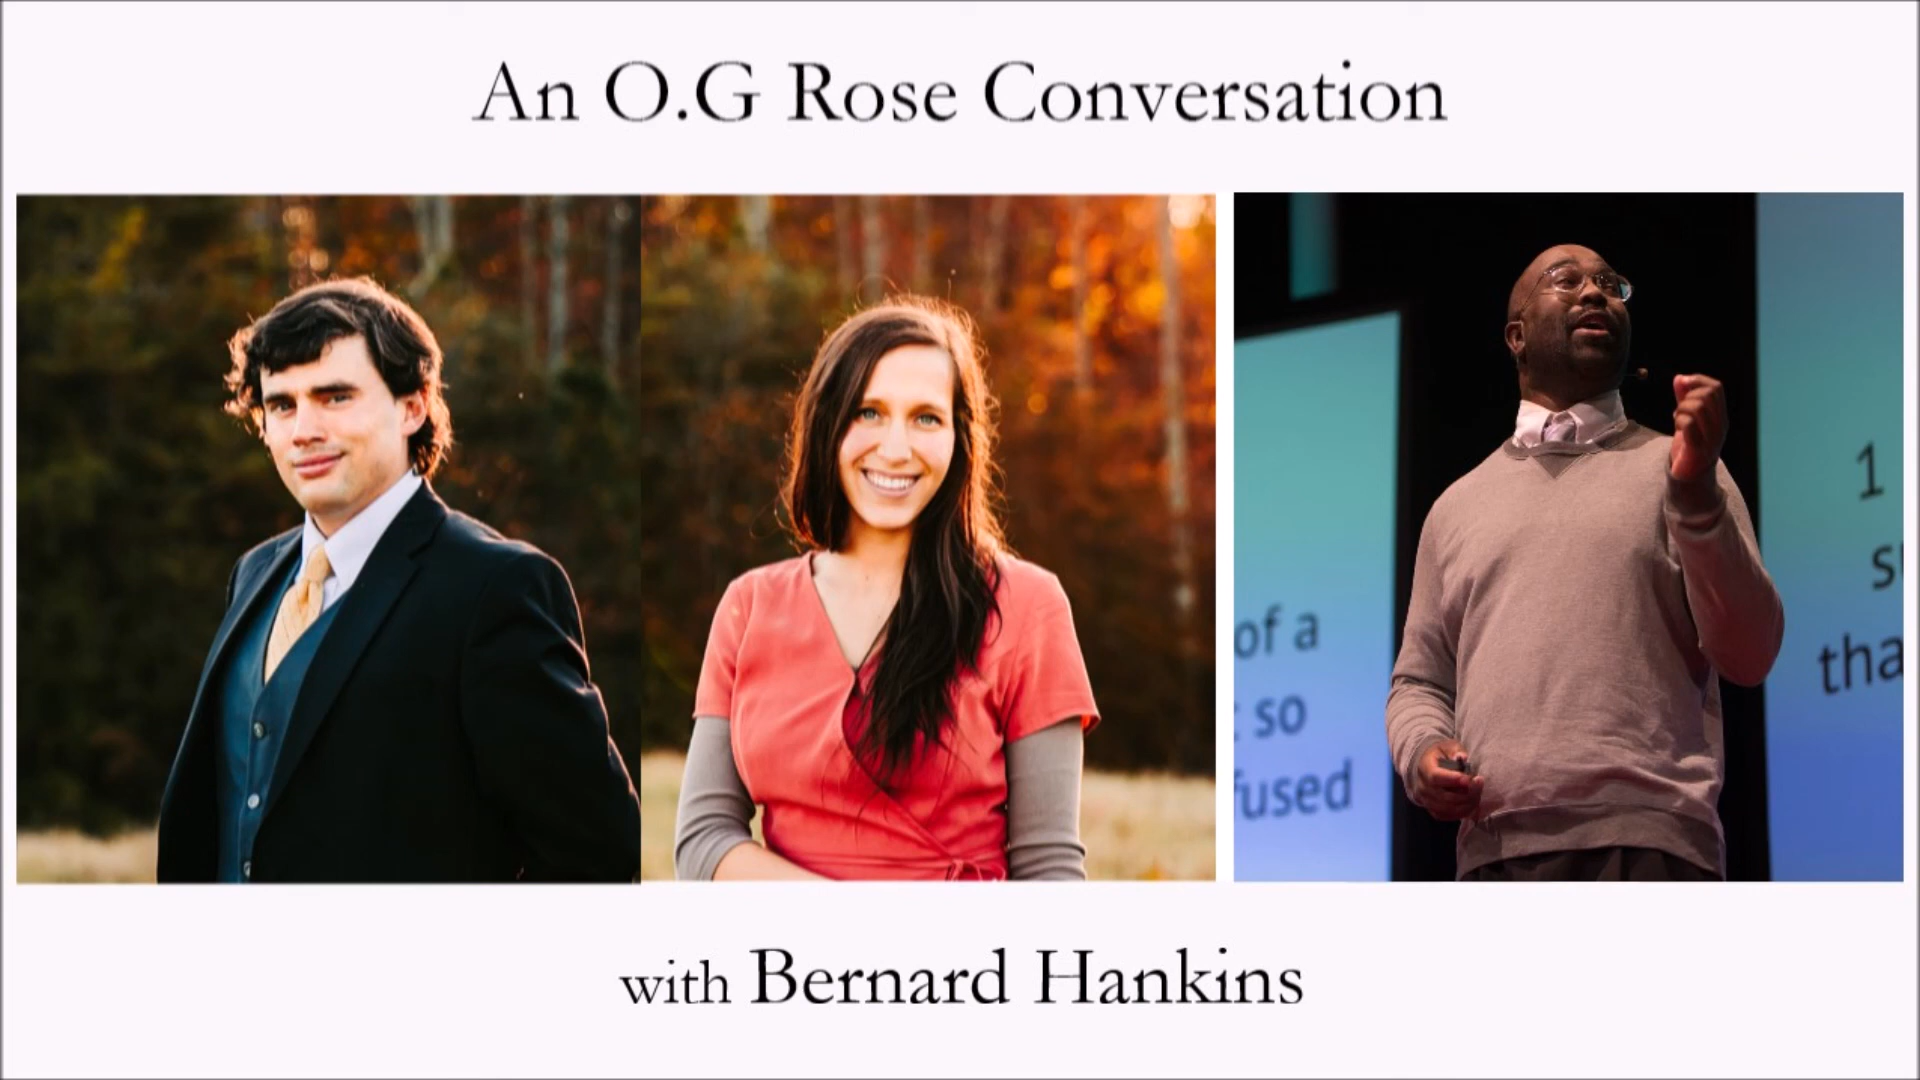 An O.G Rose Conversation
of a
so
fused
1
tha
with Bernard Hankins